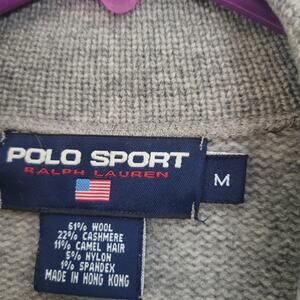 POLO SPORT
RALPH LAUREN
M
61% WOOL
22% CASHMERE
11% CAMEL HAIR
5% NYLON
1% SPANDEX
MADE IN HONG KONG